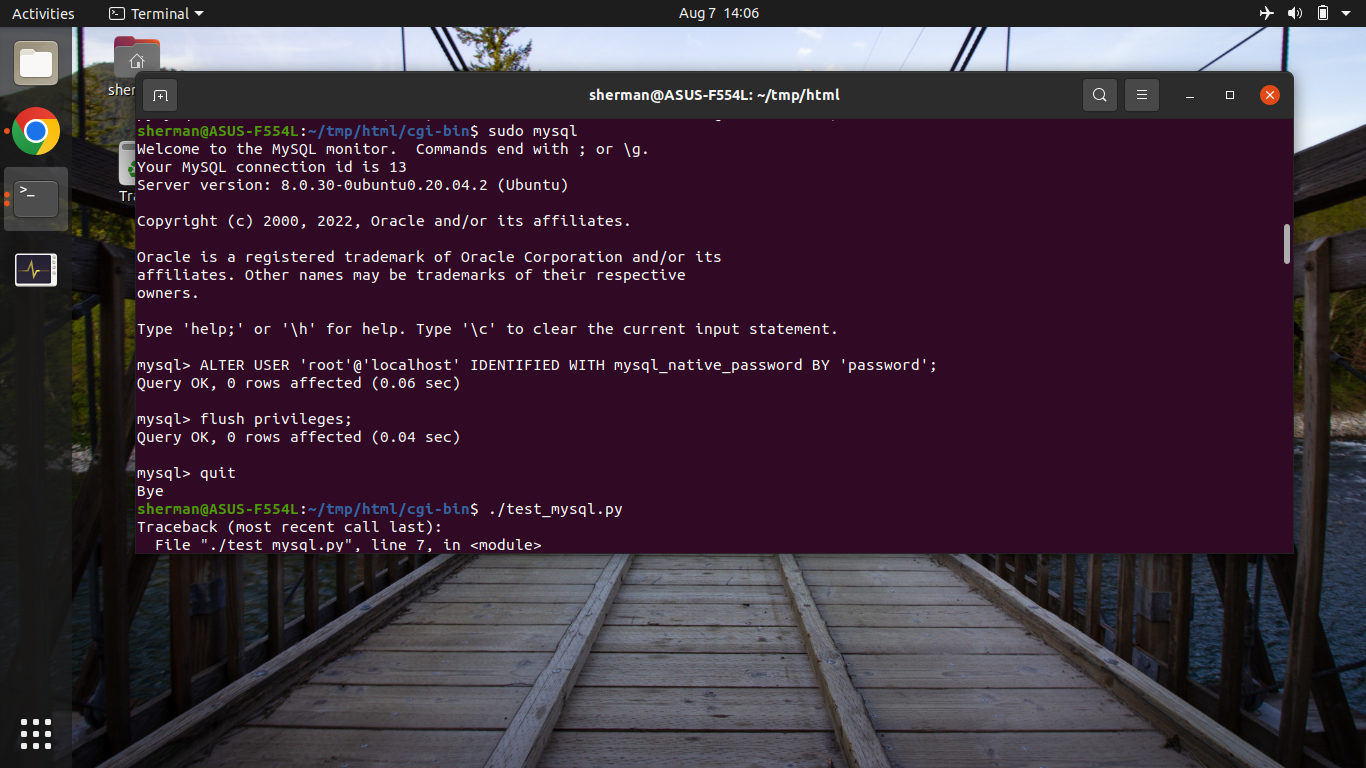 Activities
Terminal
Aug 7 14:06
sherman@ASUS-F554L: ~/tmp/html
sherman@ASUS-F554L:~/tmp/html/cgi-bin$ sudo mysql
Welcome to the MySQL monitor.  Commands end with ; or \g.
Your MySQL connection id is 13
Server version: 8.0.30-0ubuntu0.20.04.2 (Ubuntu)
Copyright (c) 2000, 2022, Oracle and/or its affiliates.
Oracle is a registered trademark of Oracle Corporation and/or its
affiliates. Other names may be trademarks of their respective
owners.
Type 'help;' or '\h' for help. Type '\c' to clear the current input statement.
mysql> ALTER USER 'root'@'localhost' IDENTIFIED WITH mysql_native_password BY 'password';
Query OK, 0 rows affected (0.06 sec)
mysql> flush privileges;
Query OK, 0 rows affected (0.04 sec)
mysql> quit
Bye
sherman@ASUS-F554L:~/tmp/html/cgi-bin$ ./test_mysql.py
Traceback (most recent call last):
  File "./test_mysql.py", line 7, in <module>